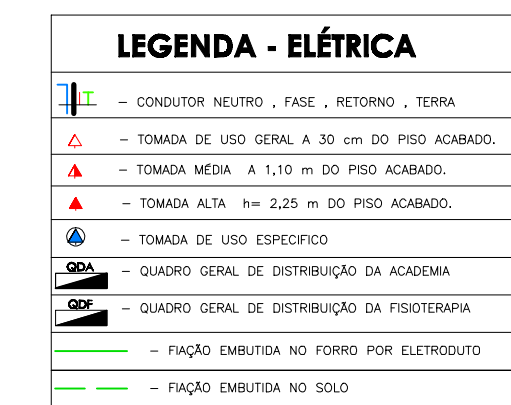 LEGENDA - ELÉTRICA
- CONDUTOR NEUTRO , FASE , RETORNO , TERRA
- TOMADA DE USO GERAL A 30 cm DO PISO ACABADO.
- TOMADA MÉDIA A 1,10 m DO PISO ACABADO.
- TOMADA ALTA h= 2,25 m DO PISO ACABADO.
- TOMADA DE USO ESPECIFICO
QDA - QUADRO GERAL DE DISTRIBUIÇÃO DA ACADEMIA
QDF - QUADRO GERAL DE DISTRIBUIÇÃO DA FISIOTERAPIA
- FIAÇÃO EMBUTIDA NO FORRO POR ELETRODUTO
- FIAÇÃO EMBUTIDA NO SOLO